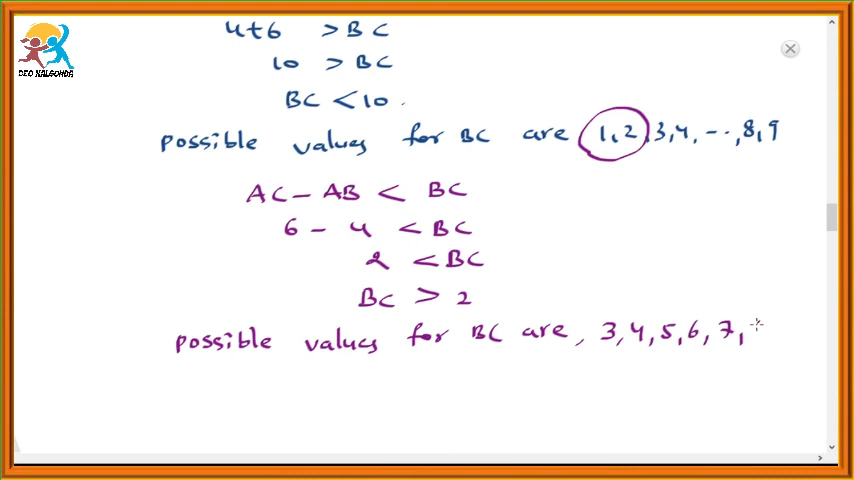 4+6 > BC
10 > BC
BC < 10.
possible values for BC are 1, 2, 3, 4, -- -, 8, 9
AC - AB < BC
6 - 4 < BC
2 < BC
BC > 2
possible values for BC are, 3, 4, 5, 6, 7,
DEO NALGONDA